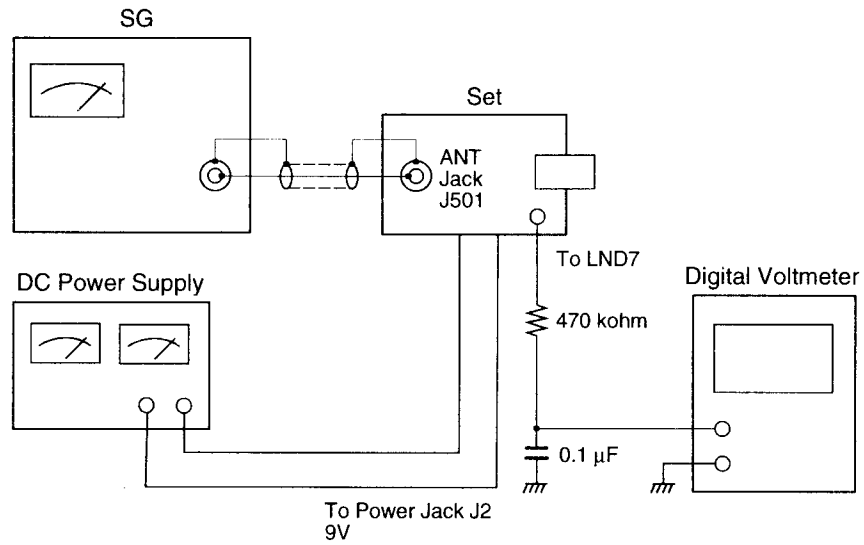 SG
Set
ANT
Jack
J501
To LND7
DC Power Supply
Digital Voltmeter
470 kohm
0.1 µF
To Power Jack J2
9V